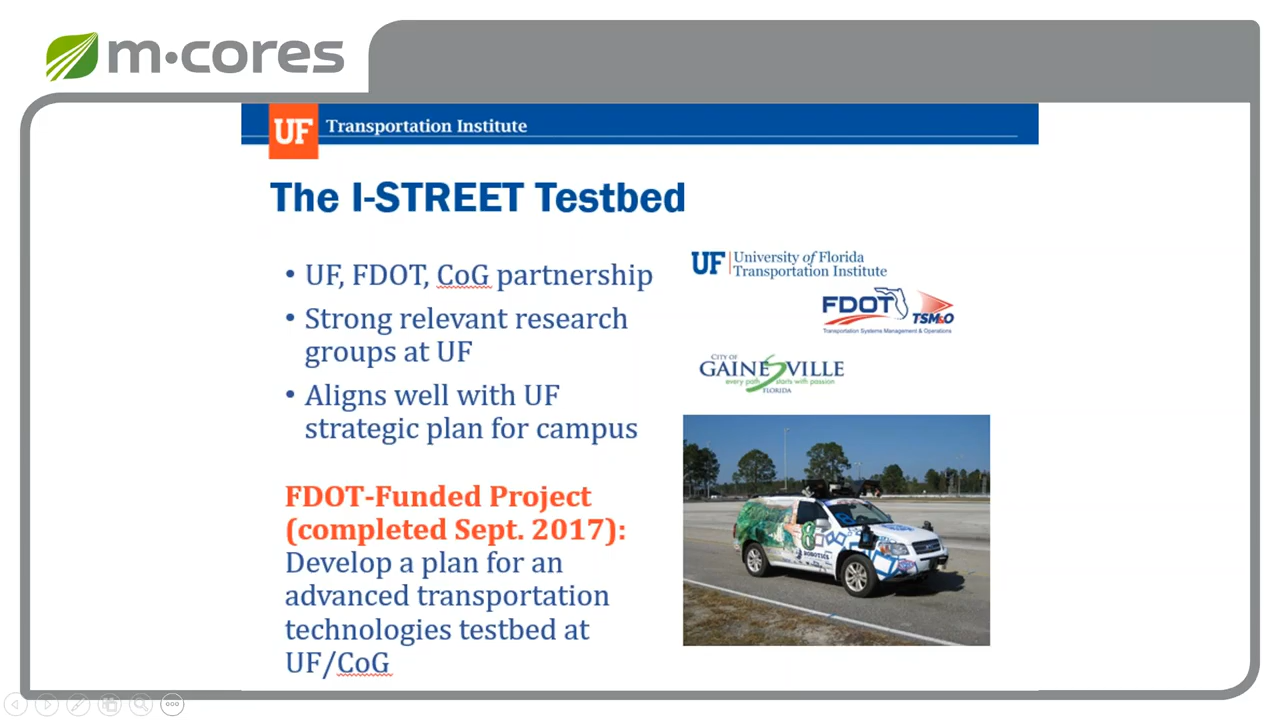 m·cores
UF Transportation Institute
The I-STREET Testbed
• UF, FDOT, CoG partnership
• Strong relevant research
groups at UF
• Aligns well with UF
strategic plan for campus
FDOT-Funded Project
(completed Sept. 2017):
Develop a plan for an
advanced transportation
technologies testbed at
UF/CoG
UF University of Florida
Transportation Institute
FDOT TSM&O
Transportation Systems Management & Operations
CITY OF
GAINESVILLE
every path starts with passion
FLORIDA
ROBOTICS